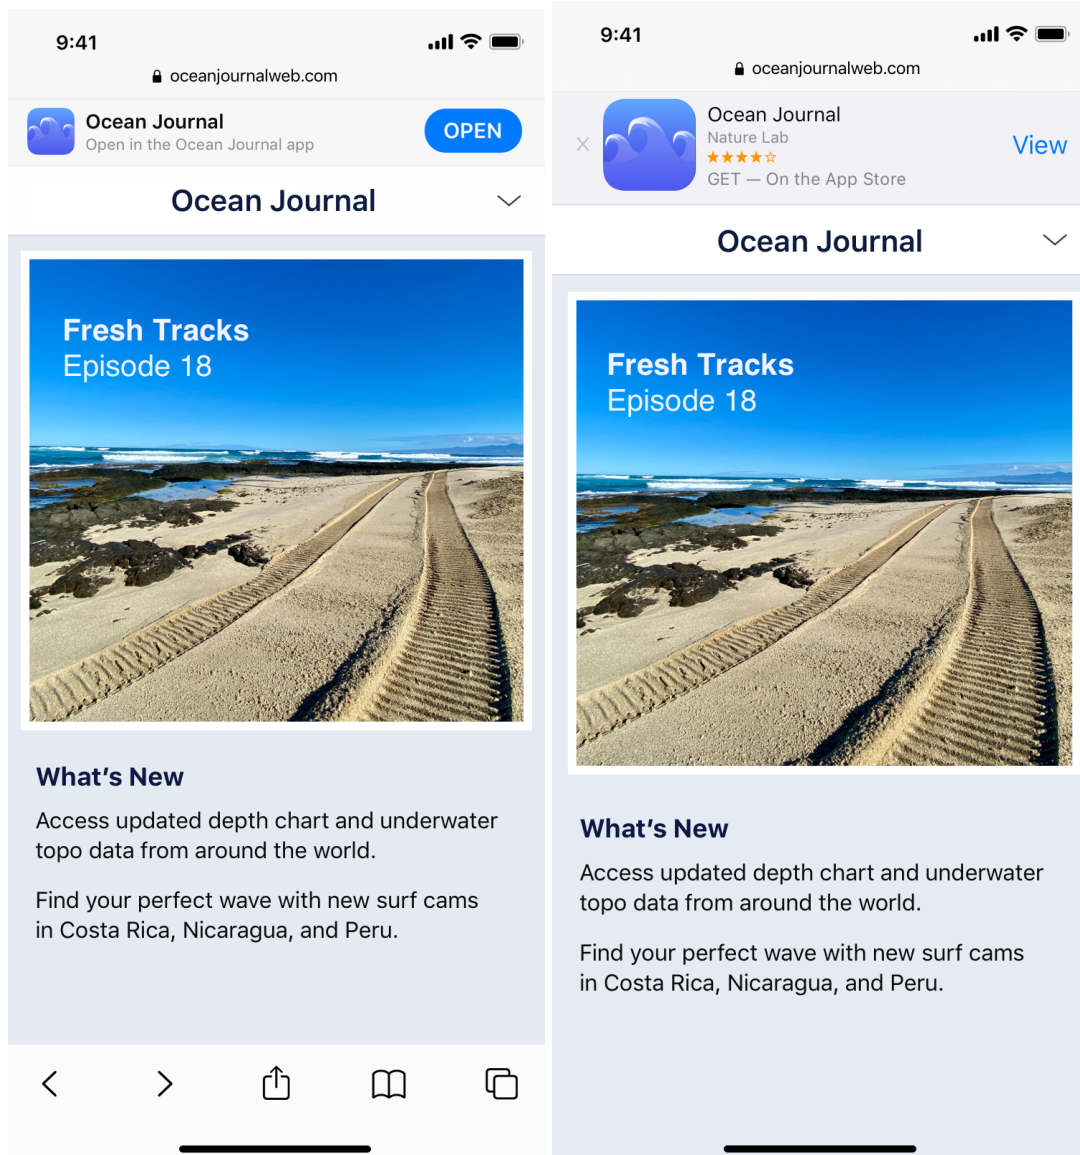 9:41
oceanjournalweb.com
Ocean Journal
Open in the Ocean Journal app
OPEN
Ocean Journal
Fresh Tracks
Episode 18
What's New
Access updated depth chart and underwater
topo data from around the world.
Find your perfect wave with new surf cams
in Costa Rica, Nicaragua, and Peru.
9:41
oceanjournalweb.com
Ocean Journal
Nature Lab
GET — On the App Store
View
Ocean Journal
Fresh Tracks
Episode 18
What's New
Access updated depth chart and underwater
topo data from around the world.
Find your perfect wave with new surf cams
in Costa Rica, Nicaragua, and Peru.